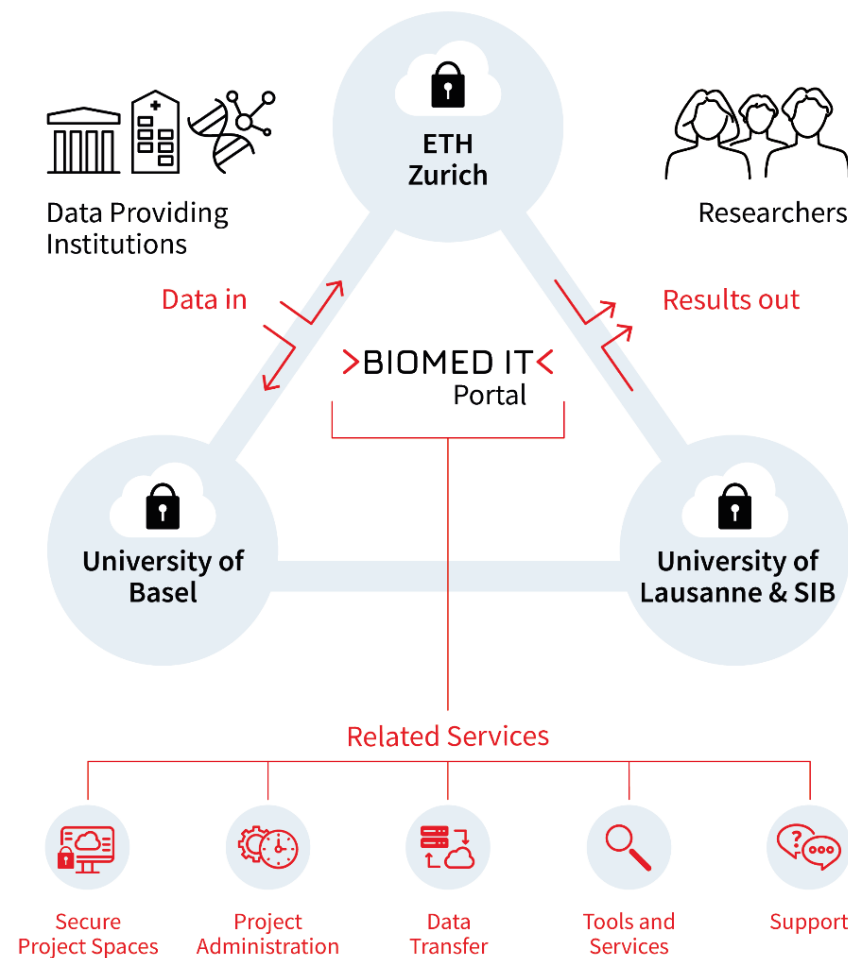 ETH
Zurich
Data Providing
Institutions
Researchers
Data in
Results out
>BIOMED IT<
Portal
University of
Basel
University of
Lausanne & SIB
Related Services
Secure
Project Spaces
Project
Administration
Data
Transfer
Tools and
Services
Support